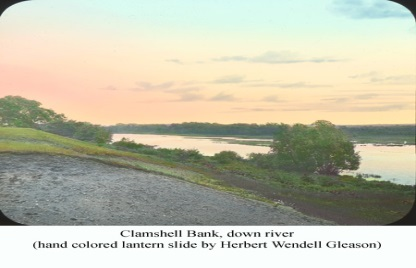 Clamshell Bank, down river
(hand colored lantern slide by Herbert Wendell Gleason)